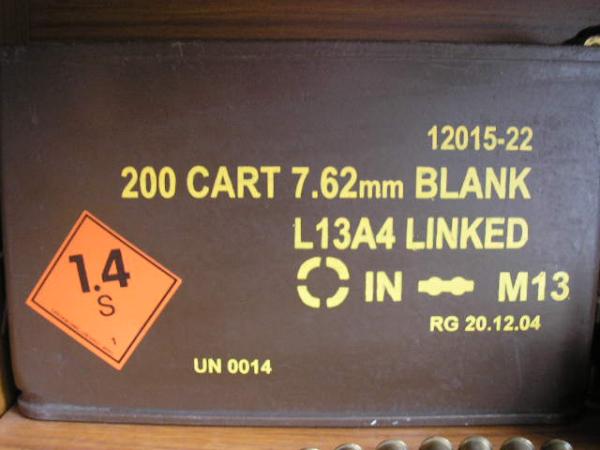 12015-22
200 CART 7.62mm BLANK
L13A4 LINKED
IN M13
RG 20.12.04
1.4
S
UN 0014